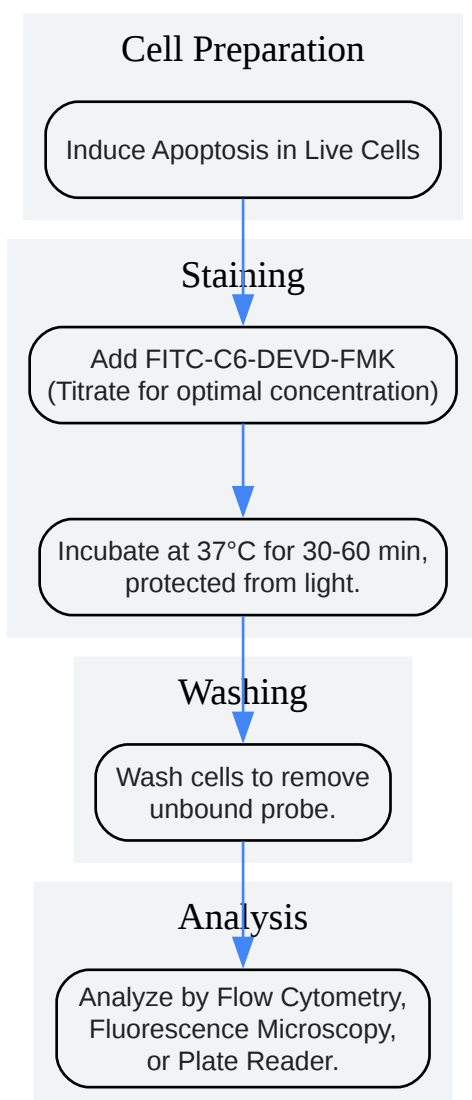 Cell Preparation
Induce Apoptosis in Live Cells
Staining
Add FITC-C6-DEVD-FMK
(Titrate for optimal concentration)
Incubate at 37°C for 30-60 min,
protected from light.
Washing
Wash cells to remove
unbound probe.
Analysis
Analyze by Flow Cytometry,
Fluorescence Microscopy,
or Plate Reader.